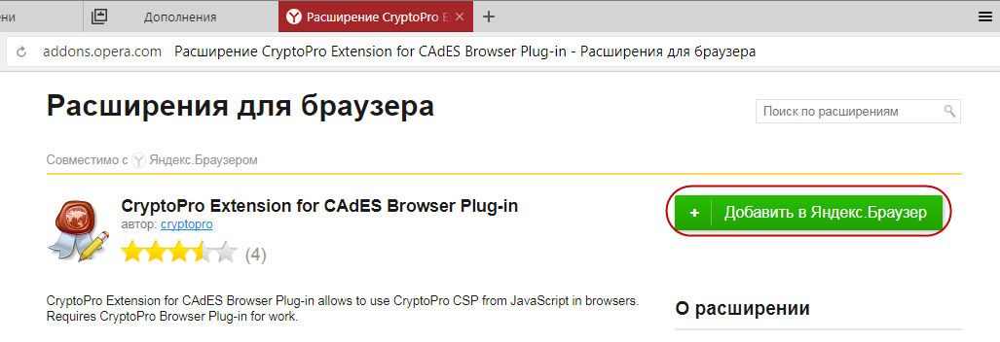 ени
Дополнения
Расширение CryptoPro E
addons.opera.com Расширение CryptoPro Extension for CAdES Browser Plug-in - Расширения для браузера
Расширения для браузера
Поиск по расширениям
Совместимо с Яндекс.Браузером
CryptoPro Extension for CAdES Browser Plug-in
+ Добавить в Яндекс.Браузер
автор: cryptopro
(4)
CryptoPro Extension for CAdES Browser Plug-in allows to use CryptoPro CSP from JavaScript in browsers.
Requires CryptoPro Browser Plug-in for work.
О расширении